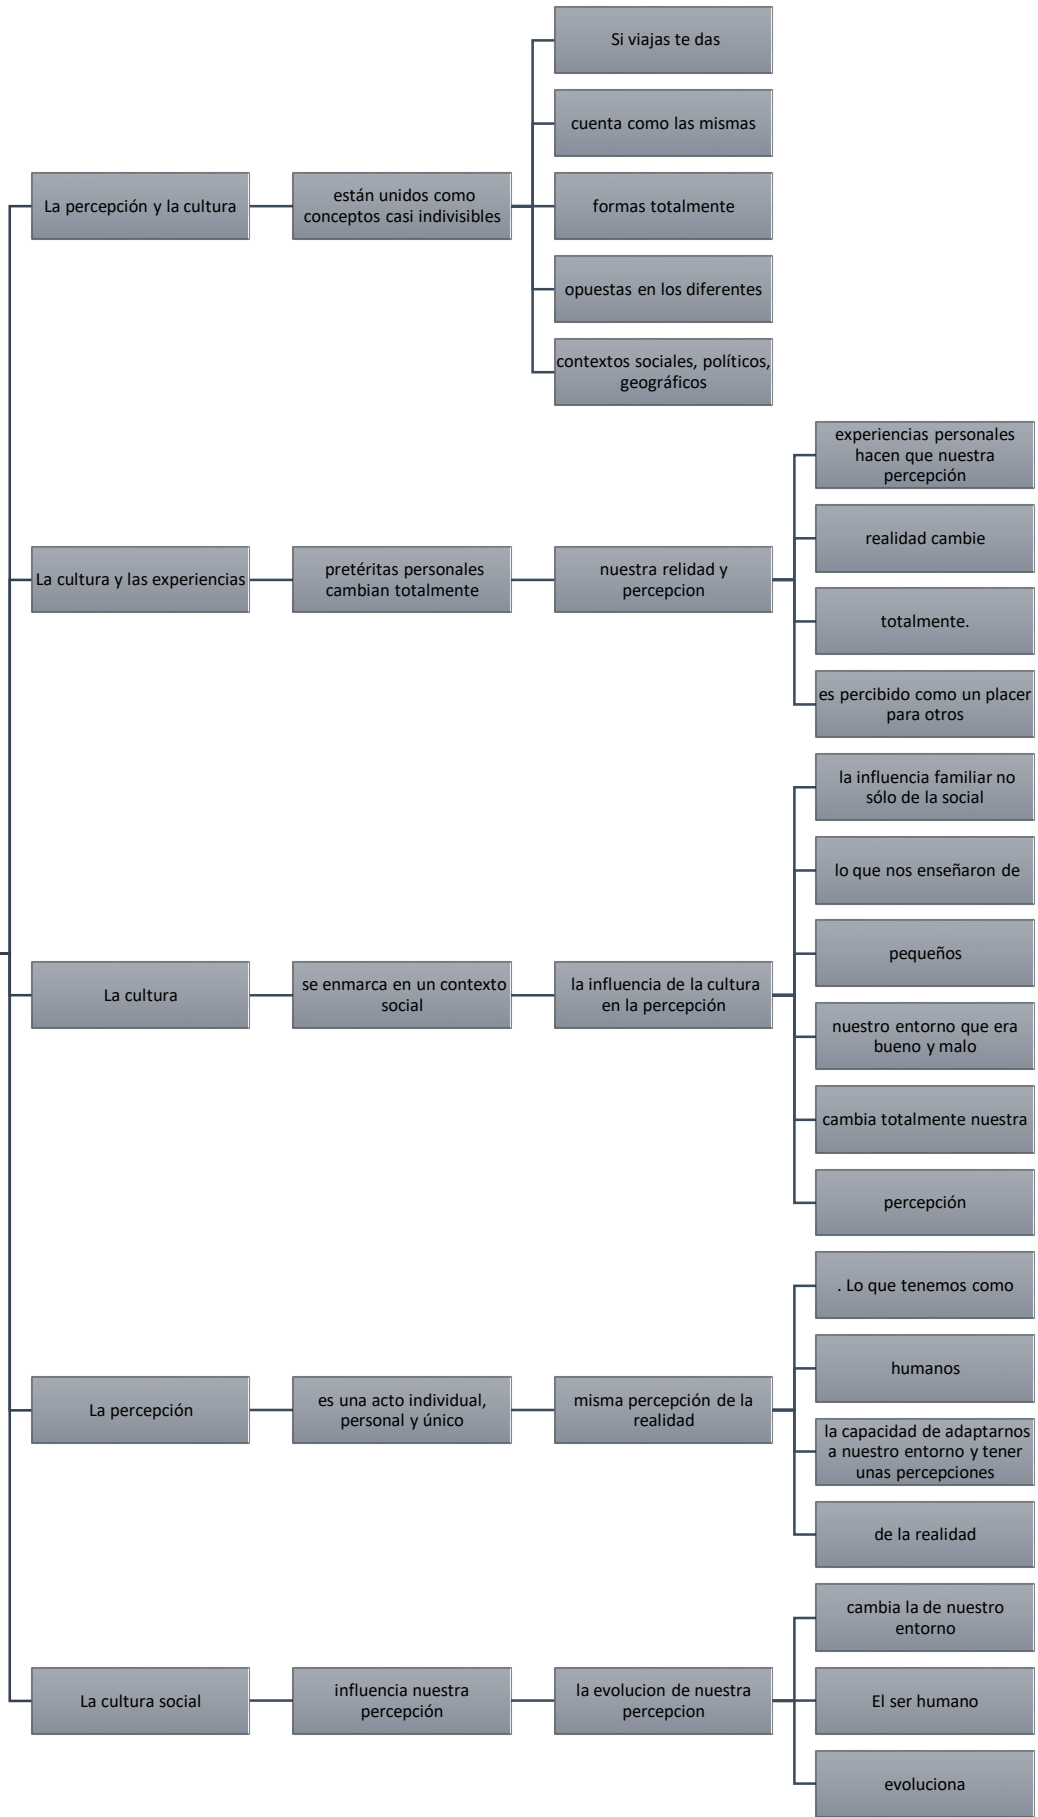 Si viajas te das
cuenta como las mismas
La percepción y la cultura
están unidos como
conceptos casi indivisibles
formas totalmente
opuestas en los diferentes
contextos sociales, políticos,
geográficos
experiencias personales
hacen que nuestra
percepción
realidad cambie
La cultura y las experiencias
pretéritas personales
cambian totalmente
nuestra relidad y
percepcion
totalmente.
es percibido como un placer
para otros
la influencia familiar no
sólo de la social
lo que nos enseñaron de
pequeños
La cultura
se enmarca en un contexto
social
la influencia de la cultura
en la percepción
nuestro entorno que era
bueno y malo
cambia totalmente nuestra
percepción
. Lo que tenemos como
humanos
La percepción
es una acto individual,
personal y único
misma percepción de la
realidad
la capacidad de adaptarnos
a nuestro entorno y tener
unas percepciones
de la realidad
cambia la de nuestro
entorno
La cultura social
influencia nuestra
percepción
la evolucion de nuestra
percepcion
El ser humano
evoluciona